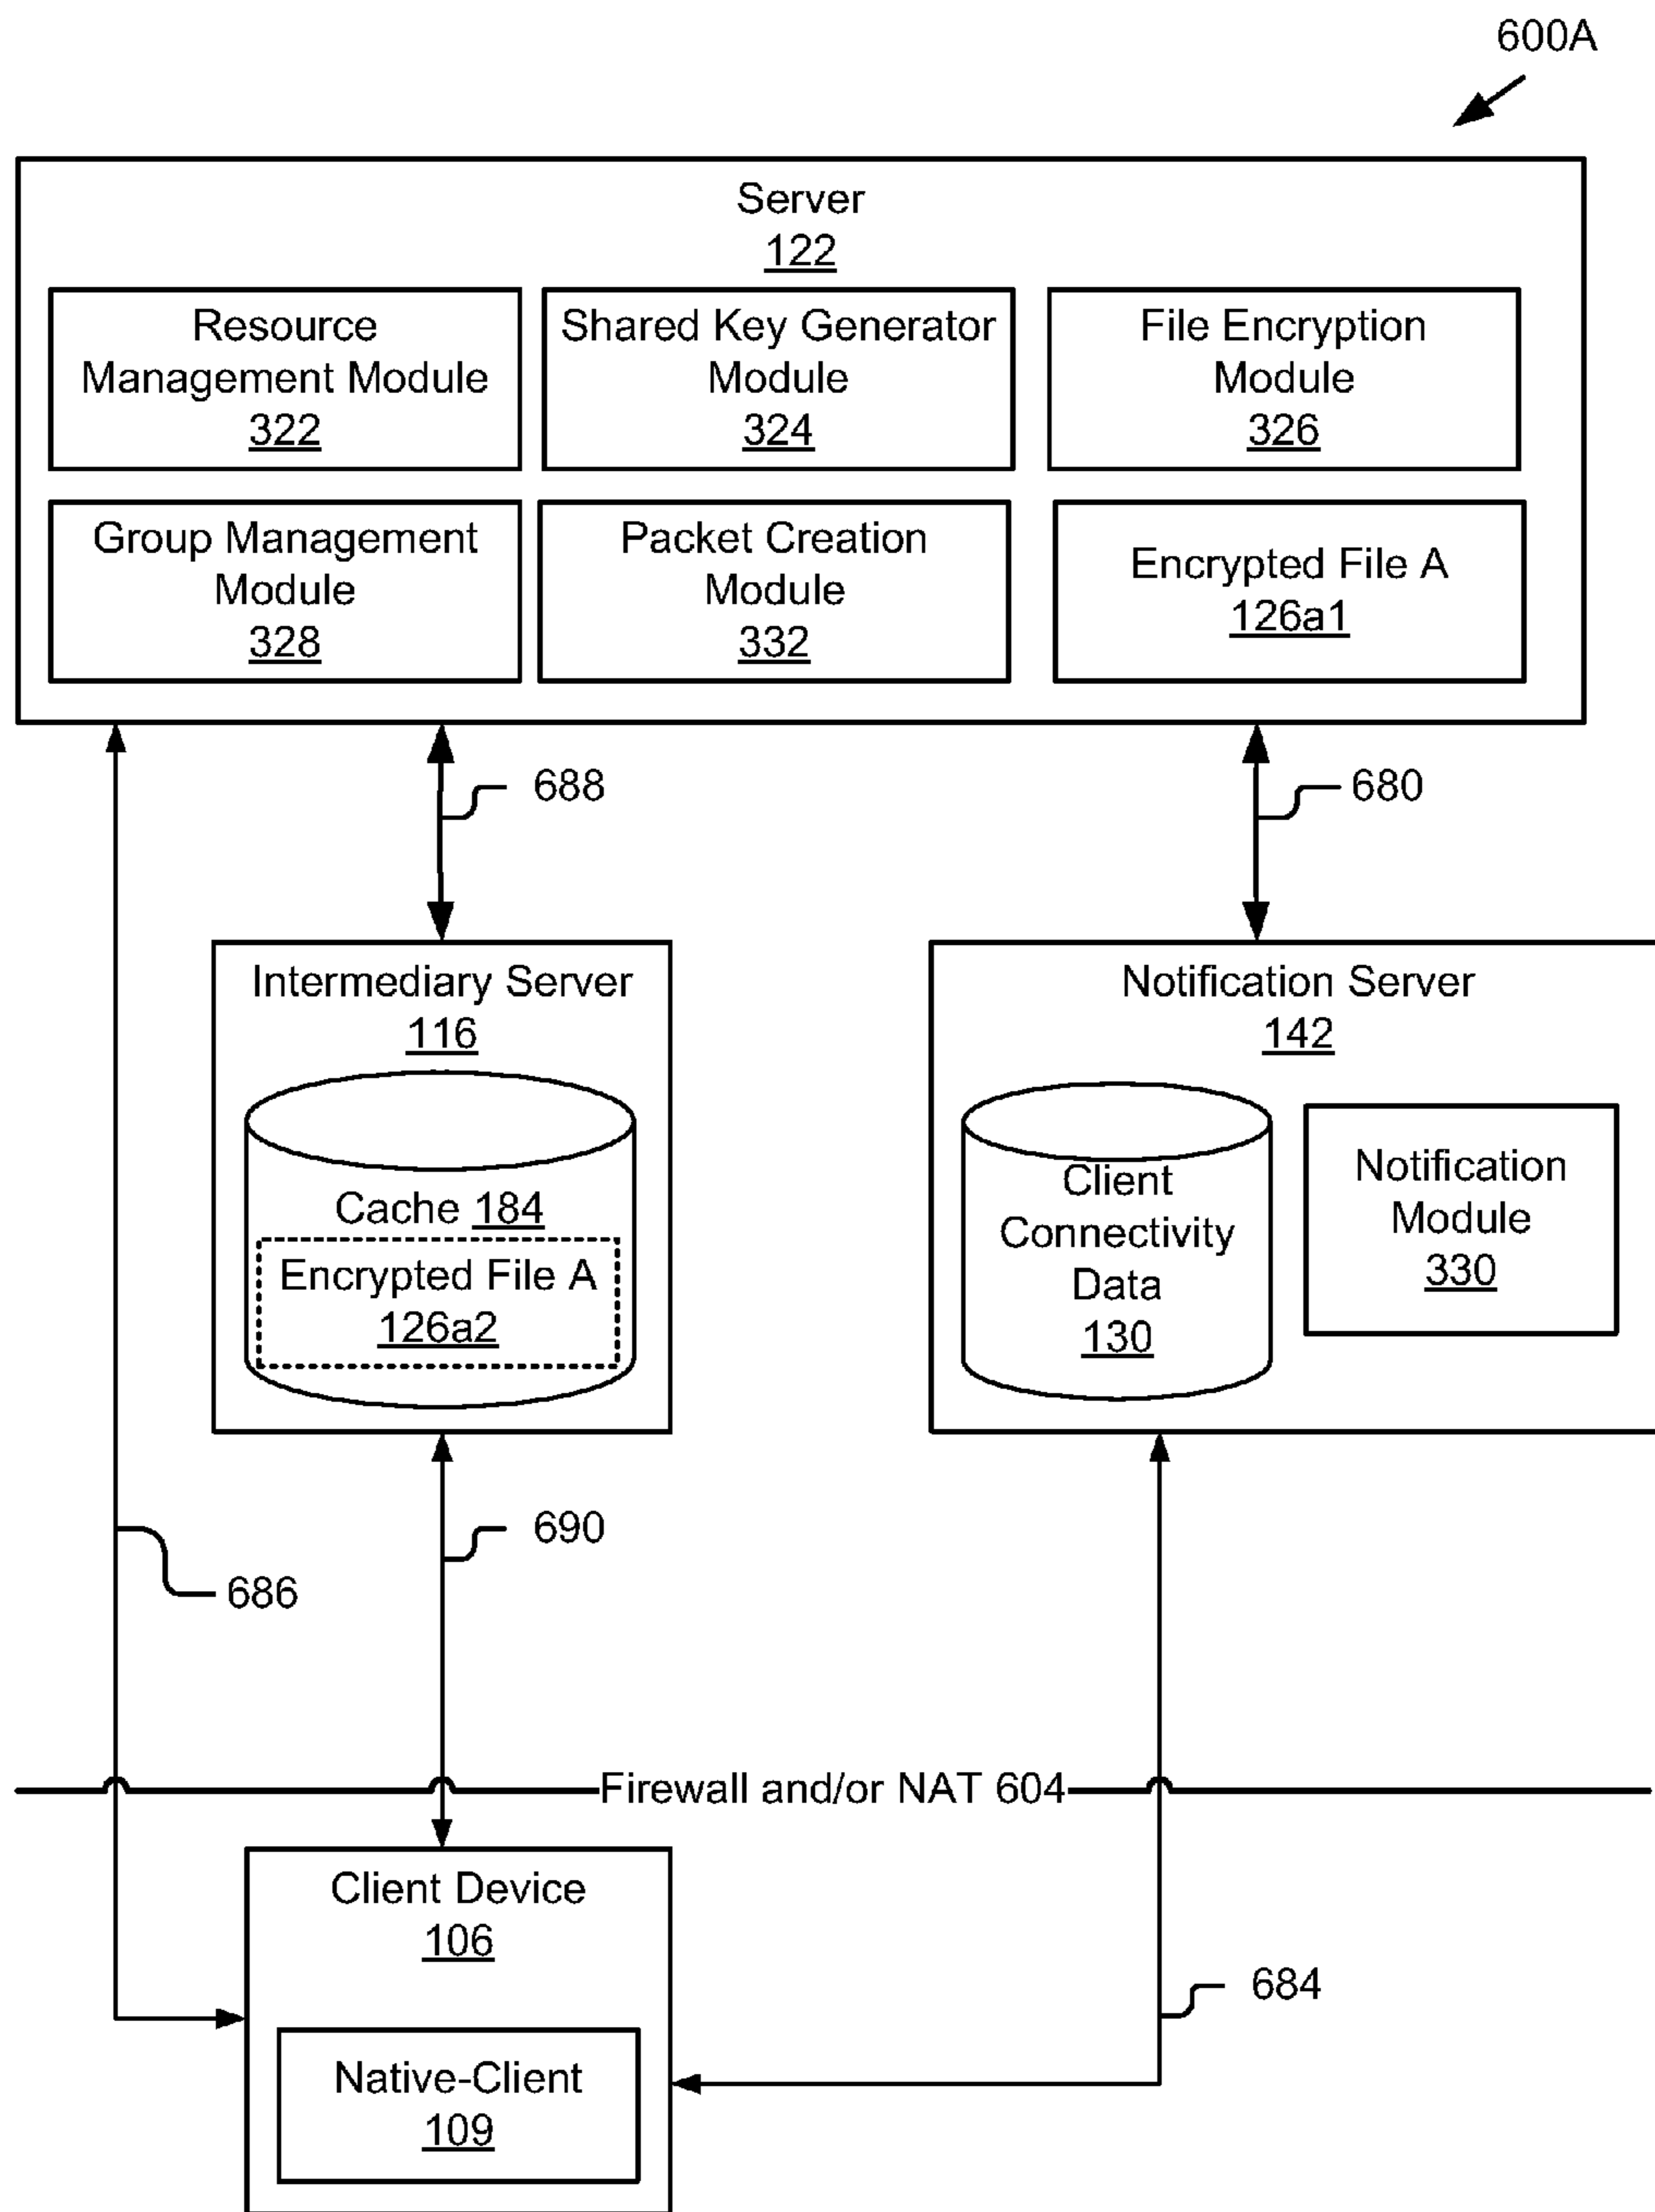 600A
Server
122
Resource
Management Module
322
Shared Key Generator
Module
324
File Encryption
Module
326
Group Management
Module
328
Packet Creation
Module
332
Encrypted File A
126a1
688
680
Intermediary Server
116
Cache 184
Encrypted File A
126a2
Notification Server
142
Client
Connectivity
Data
130
Notification
Module
330
690
686
Firewall and/or NAT 604
Client Device
106
684
Native-Client
109